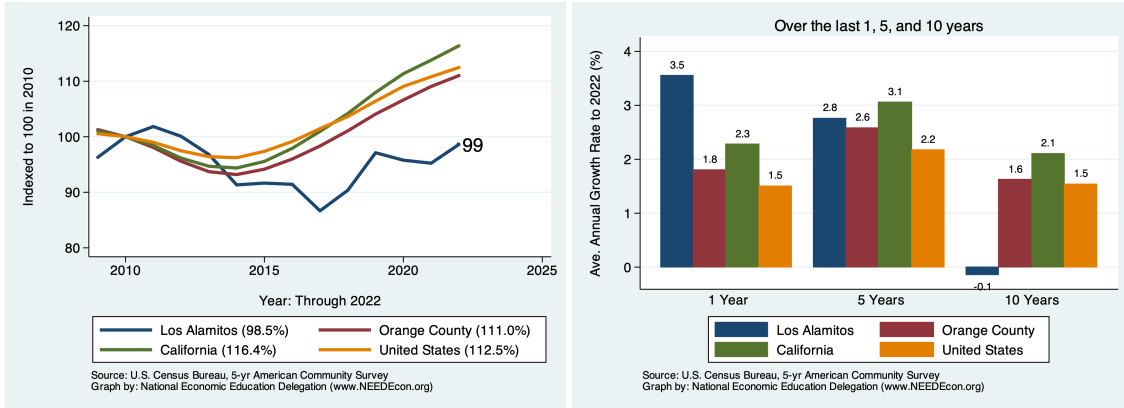 120
110
100
90
80
Indexed to 100 in 2010
99
2010 2015 2020 2025
Year: Through 2022
Los Alamitos (98.5%) Orange County (111.0%)
California (116.4%) United States (112.5%)
Source: U.S. Census Bureau, 5-yr American Community Survey
Graph by: National Economic Education Delegation (www.NEEDEcon.org)
Over the last 1, 5, and 10 years
Ave. Annual Growth Rate to 2022 (%)
4
3
2
1
0
3.5 1.8 2.3 1.5
2.8 2.6 3.1 2.2
-0.1 1.6 2.1 1.5
1 Year 5 Years 10 Years
Los Alamitos Orange County
California United States
Source: U.S. Census Bureau, 5-yr American Community Survey
Graph by: National Economic Education Delegation (www.NEEDEcon.org)